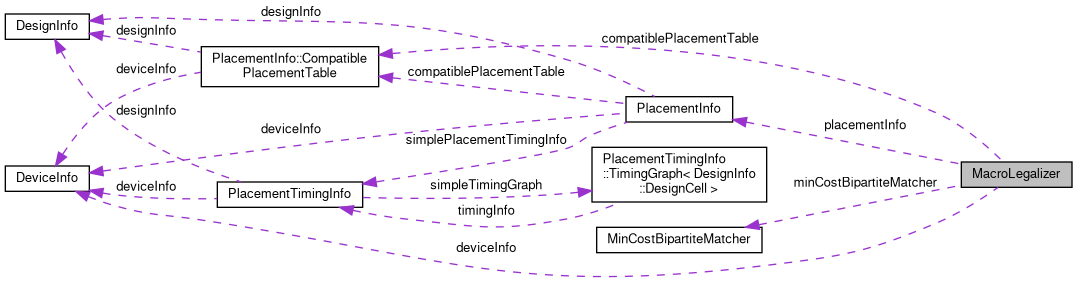 designInfo
DesignInfo
designInfo
compatiblePlacementTable
PlacementInfo::Compatible
PlacementTable
deviceInfo
compatiblePlacementTable
designInfo
PlacementInfo
deviceInfo
placementInfo
simplePlacementTimingInfo
DeviceInfo
PlacementTimingInfo
::TimingGraph< DesignInfo
::DesignCell >
MacroLegalizer
deviceInfo
PlacementTimingInfo
simpleTimingGraph
minCostBipartiteMatcher
timingInfo
MinCostBipartiteMatcher
deviceInfo